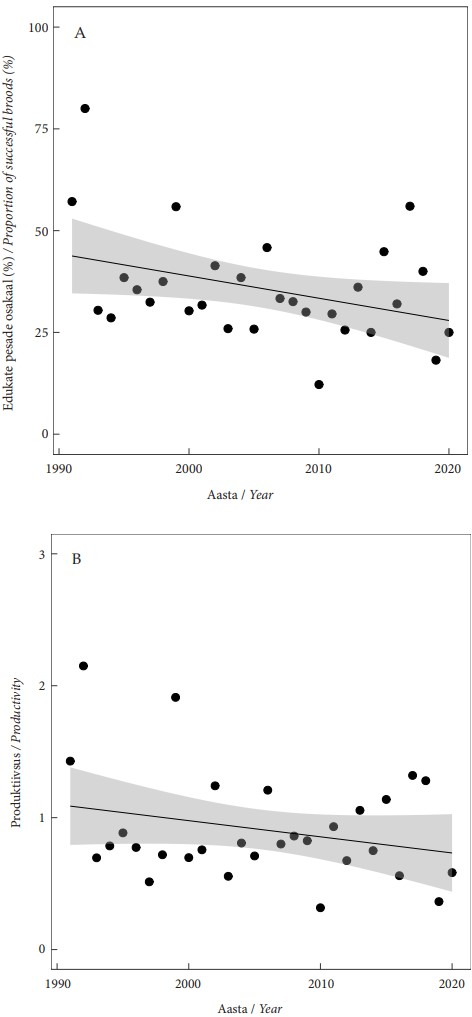 A
100
75
50
25
0
Edukate pesade osakaal (%) / Proportion of successful broods (%)
1990 2000 2010 2020
Aasta / Year
B
3
2
1
0
Produktiivsus / Productivity
1990 2000 2010 2020
Aasta / Year